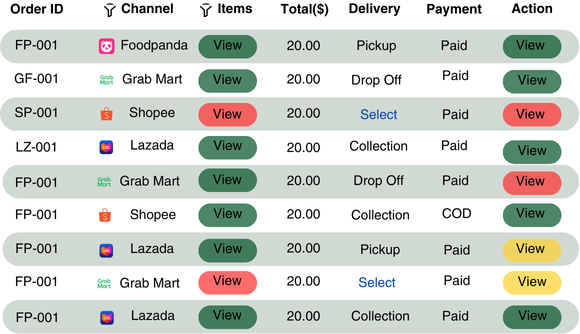 Order ID Channel Items Total($) Delivery Payment Action
FP-001 Foodpanda View 20.00 Pickup Paid View
GF-001 Grab Mart Grab Mart View 20.00 Drop Off Paid View
SP-001 Shopee View 20.00 Select Paid View
LZ-001 Lazada View 20.00 Collection Paid View
FP-001 Grab Mart Grab Mart View 20.00 Drop Off Paid View
FP-001 Shopee View 20.00 Collection COD View
FP-001 Lazada View 20.00 Pickup Paid View
FP-001 Grab Mart Grab Mart View 20.00 Select Paid View
FP-001 Lazada View 20.00 Collection Paid View